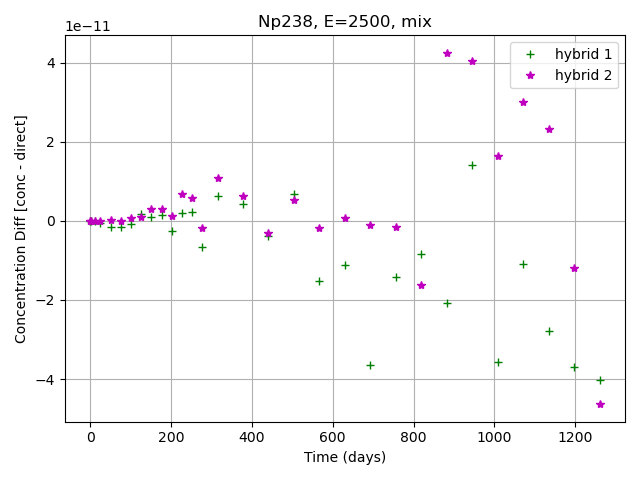 Np238, E=2500, mix
1e−11
hybrid 1
hybrid 2
4
2
0
−2
−4
Concentration Diff [conc - direct]
0 200 400 600 800 1000 1200
Time (days)